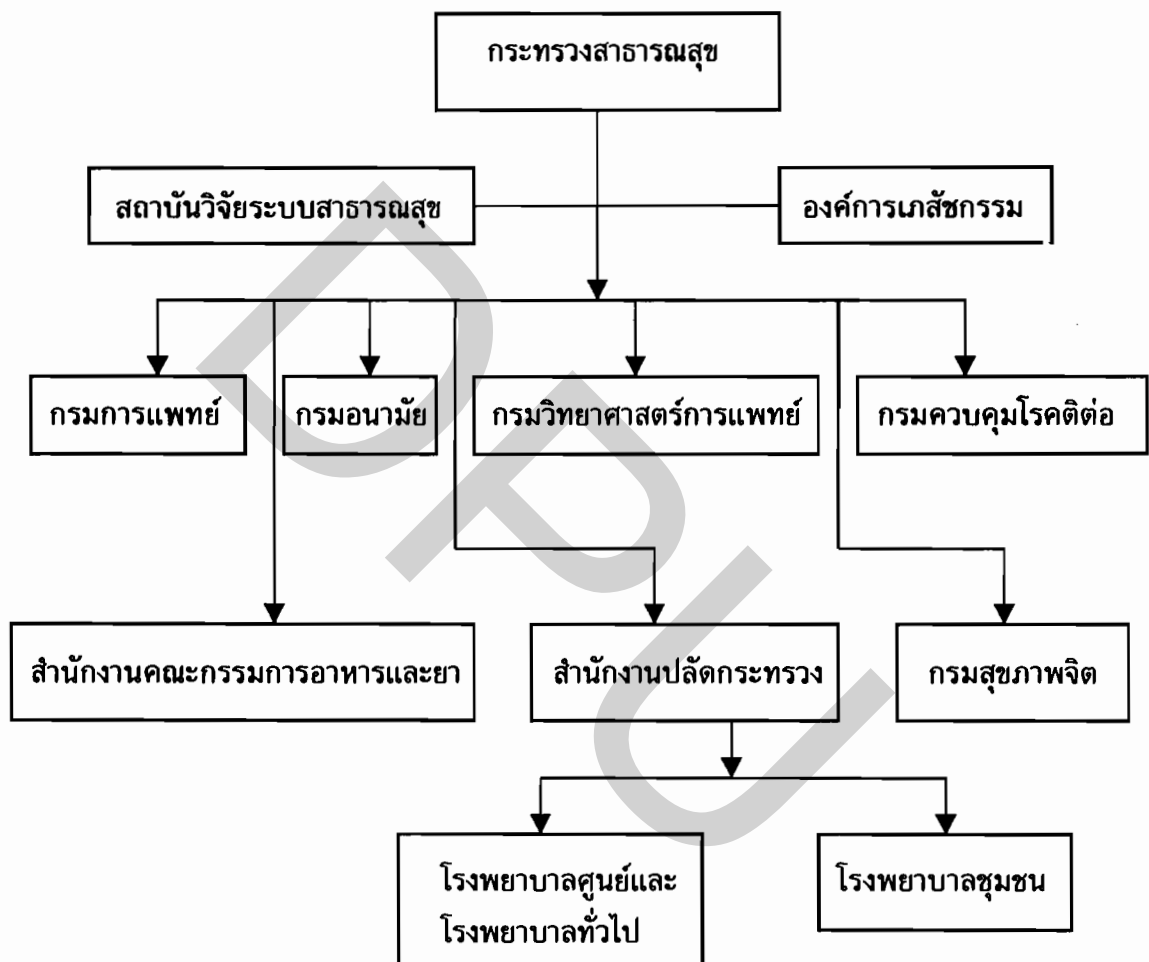 กระทรวงสาธารณสุข
สถาบันวิจัยระบบสาธารณสุข
องค์การเภสัชกรรม
กรมการแพทย์
กรมอนามัย
กรมวิทยาศาสตร์การแพทย์
กรมควบคุมโรคติต่อ
สำนักงานคณะกรรมการอาหารและยา
สำนักงานปลัดกระทรวง
กรมสุขภาพจิต
โรงพยาบาลศูนย์และ
โรงพยาบาลทั่วไป
โรงพยาบาลชุมชน
DPU